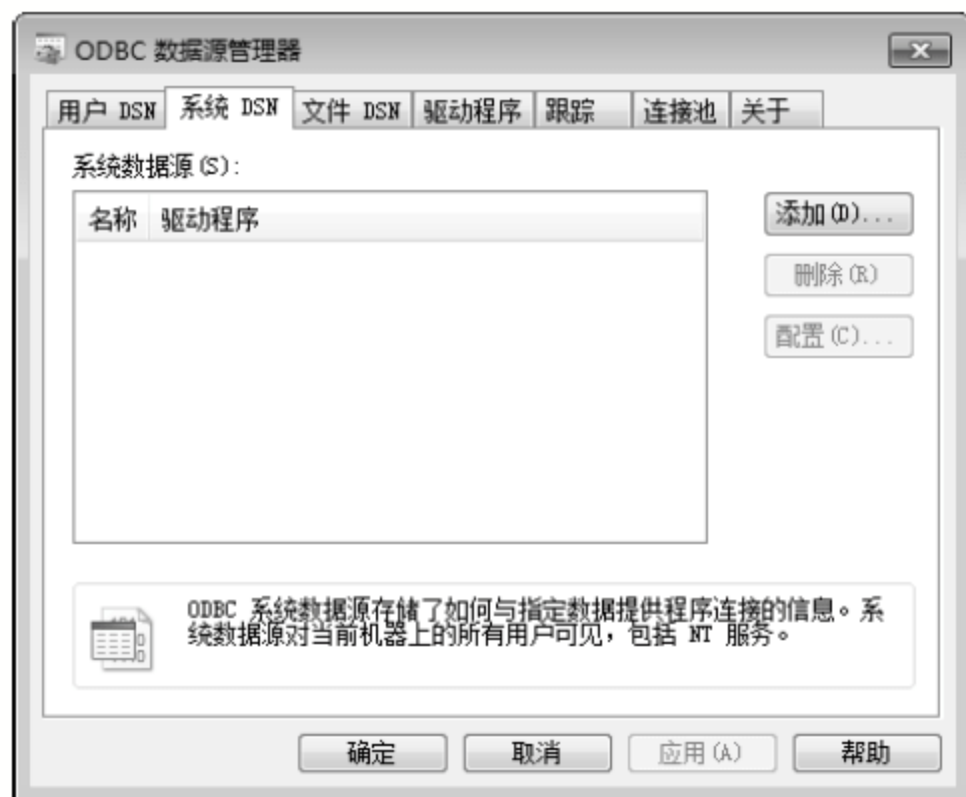 ODBC 数据源管理器
用户 DSN 系统 DSN 文件 DSN 驱动程序 跟踪 连接池 关于
系统数据源(S):
名称 驱动程序
添加(D)...
删除(R)
配置(C)...
ODBC 系统数据源存储了如何与指定数据提供程序连接的信息。系
统数据源对当前机器上的所有用户可见，包括 NT 服务。
确定 取消 应用(A) 帮助